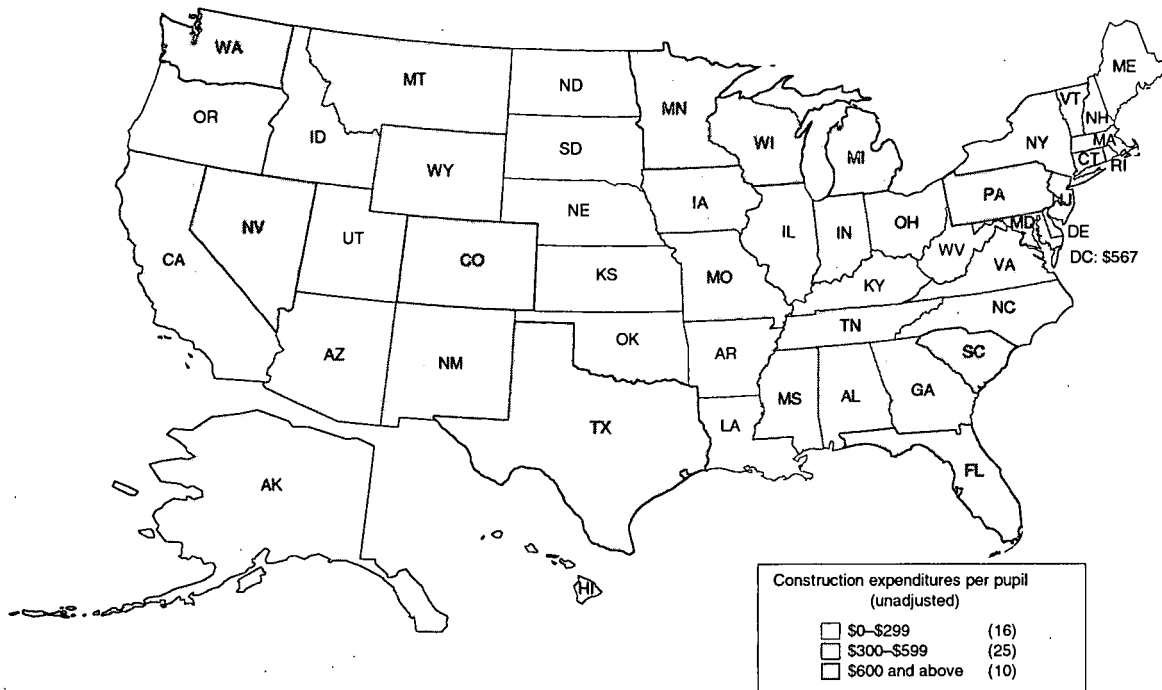 WA
MT
ND
MN
ME
VT
NH
OR
ID
SD
WI
MI
NY
MA
CT
RI
WY
IA
PA
NJ
NE
NV
UT
CO
IL
IN
OH
MD
DE
WV
DC: $567
CA
KS
MO
KY
VA
AZ
NM
OK
AR
TN
NC
SC
MS
AL
GA
TX
LA
FL
AK
HI
Construction expenditures per pupil
(unadjusted)
$0–$299 (16)
$300–$599 (25)
$600 and above (10)